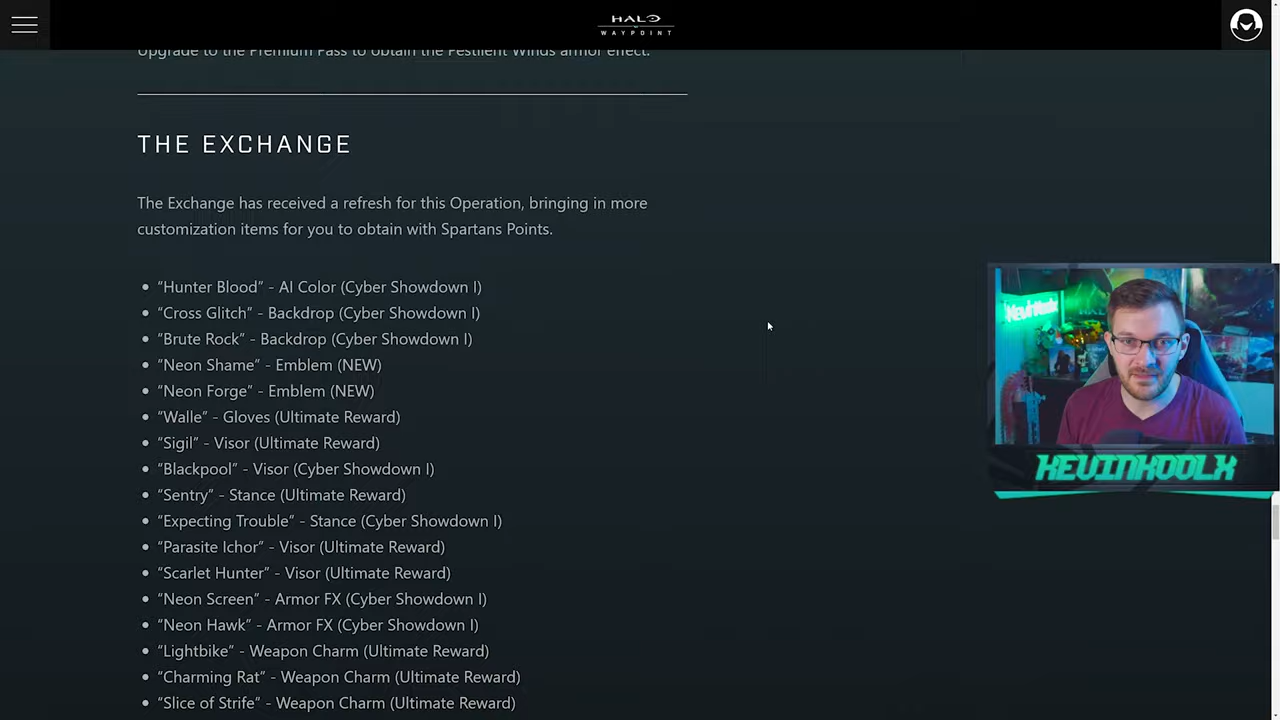 HALO
WAYPOINT
Upgrade to the Premium Pass to obtain the Pestilent Winds armor effect.
THE EXCHANGE
The Exchange has received a refresh for this Operation, bringing in more
customization items for you to obtain with Spartans Points.
• “Hunter Blood” - AI Color (Cyber Showdown I)
• “Cross Glitch” - Backdrop (Cyber Showdown I)
• “Brute Rock” - Backdrop (Cyber Showdown I)
• “Neon Shame” - Emblem (NEW)
• “Neon Forge” - Emblem (NEW)
• “Walle” - Gloves (Ultimate Reward)
• “Sigil” - Visor (Ultimate Reward)
• “Blackpool” - Visor (Cyber Showdown I)
• “Sentry” - Stance (Ultimate Reward)
• “Expecting Trouble” - Stance (Cyber Showdown I)
• “Parasite Ichor” - Visor (Ultimate Reward)
• “Scarlet Hunter” - Visor (Ultimate Reward)
• “Neon Screen” - Armor FX (Cyber Showdown I)
• “Neon Hawk” - Armor FX (Cyber Showdown I)
• “Lightbike” - Weapon Charm (Ultimate Reward)
• “Charming Rat” - Weapon Charm (Ultimate Reward)
• “Slice of Strife” - Weapon Charm (Ultimate Reward)
KevinKoolx
KEVINKOOLX